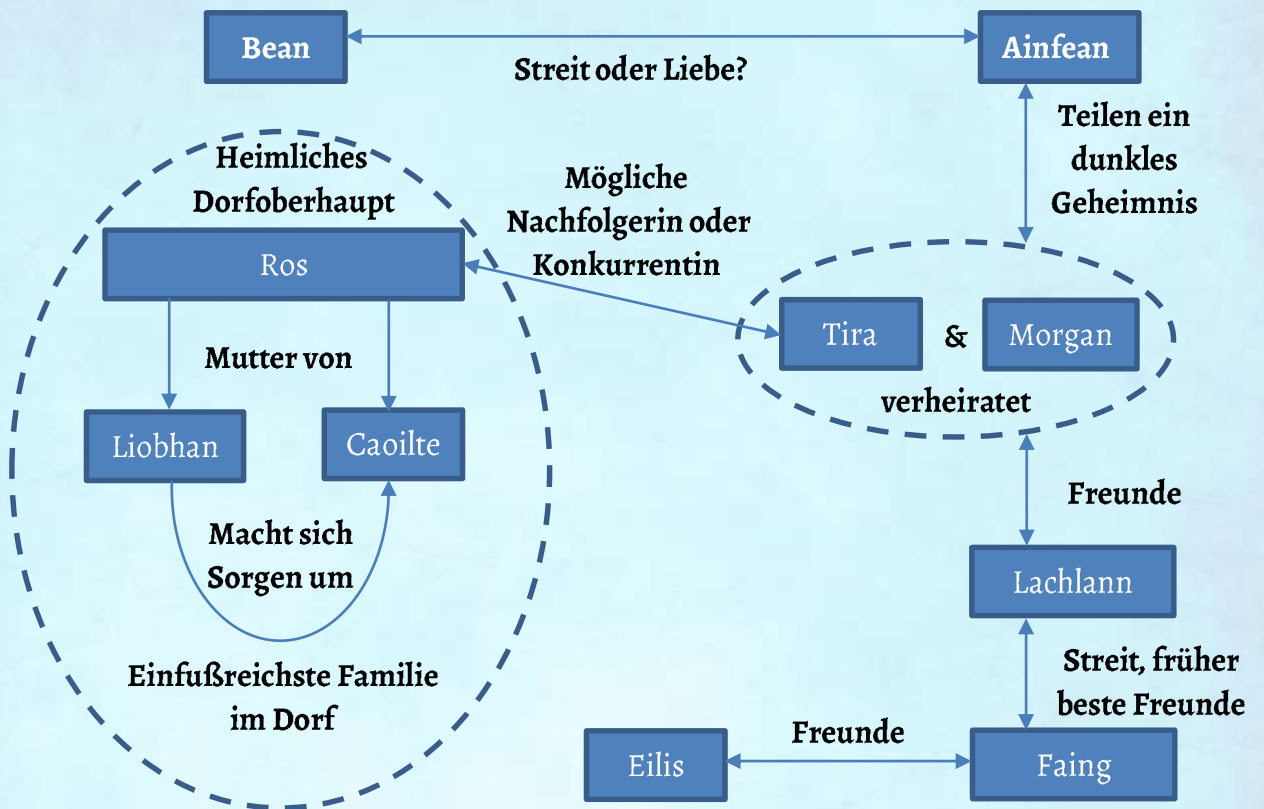 Bean
Ainfean
Streit oder Liebe?
Teilen ein
dunkles
Geheimnis
Heimliches
Dorfoberhaupt
Mögliche
Nachfolgerin oder
Konkurrentin
Ros
Tira
&
Morgan
verheiratet
Mutter von
Liobhan
Caoilte
Macht sich
Sorgen um
Einfußreichste Familie
im Dorf
Freunde
Lachlann
Streit, früher
beste Freunde
Freunde
Eilis
Faing